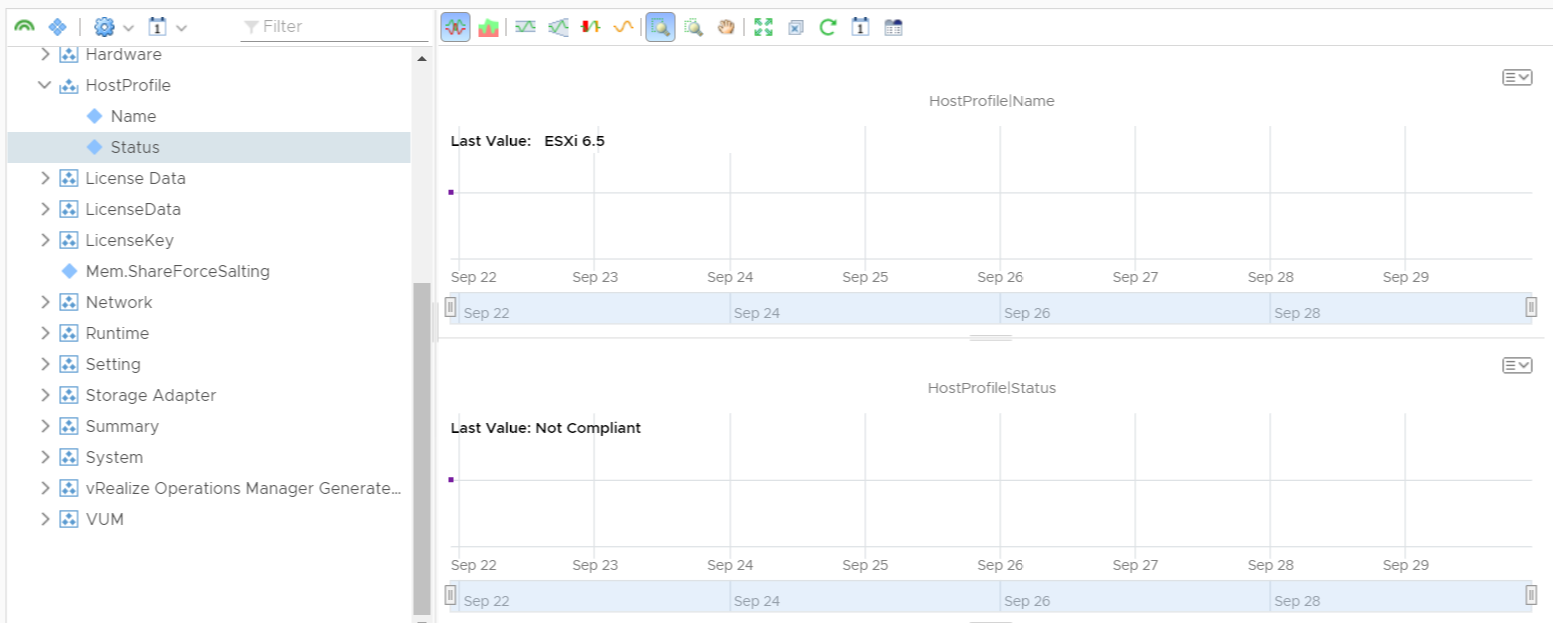 1
Filter
Hardware
HostProfile
Name
Status
License Data
LicenseData
LicenseKey
Mem.ShareForceSalting
Network
Runtime
Setting
Storage Adapter
Summary
System
vRealize Operations Manager Generate...
VUM
1
HostProfile|Name
Last Value: ESXi 6.5
Sep 22 Sep 23 Sep 24 Sep 25 Sep 26 Sep 27 Sep 28 Sep 29
Sep 22 Sep 24 Sep 26 Sep 28
HostProfile|Status
Last Value: Not Compliant
Sep 22 Sep 23 Sep 24 Sep 25 Sep 26 Sep 27 Sep 28 Sep 29
Sep 22 Sep 24 Sep 26 Sep 28